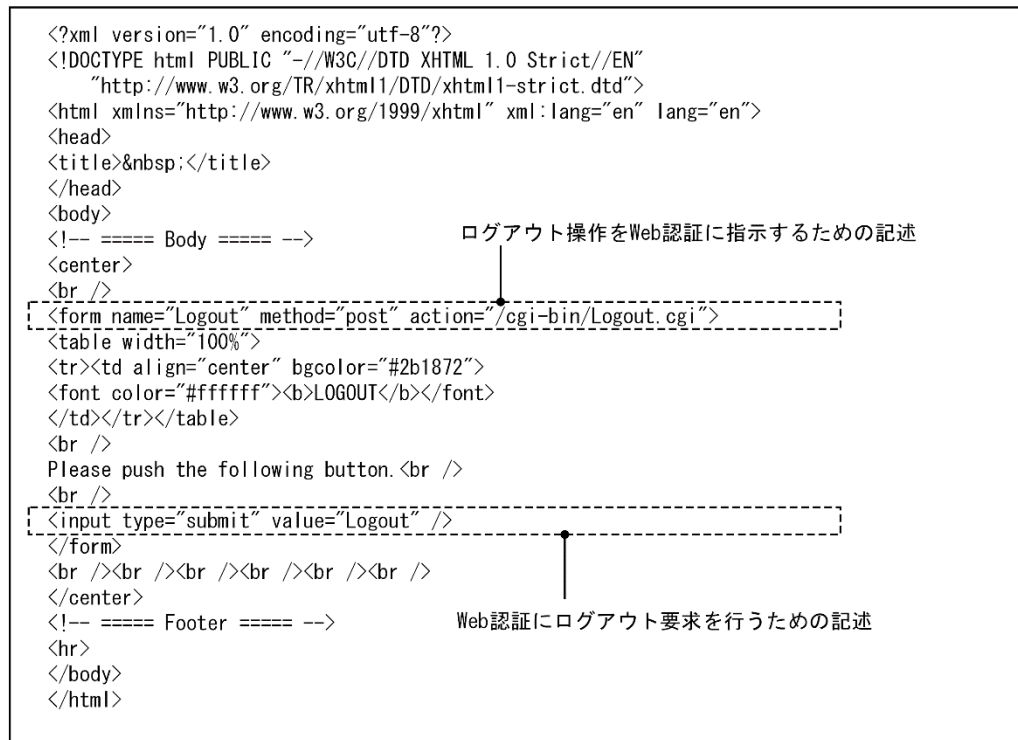 <?xml version="1.0" encoding="utf-8"?>
<!DOCTYPE html PUBLIC "-//W3C//DTD XHTML 1.0 Strict//EN"
"http://www.w3.org/TR/xhtml1/DTD/xhtml1-strict.dtd">
<html xmlns="http://www.w3.org/1999/xhtml" xml:lang="en" lang="en">
<head>
<title>&nbsp;</title>
</head>
<body>
<!-- ===== Body ===== -->
ログアウト操作をWeb認証に指示するための記述
<center>
<br />
<form name="Logout" method="post" action="/cgi-bin/Logout.cgi">
<table width="100%">
<tr><td align="center" bgcolor="#2b1872">
<font color="#ffffff"><b>LOGOUT</b></font>
</td></tr></table>
<br />
Please push the following button.<br />
<br />
<input type="submit" value="Logout" />
</form>
<br /><br /><br /><br /><br /><br />
</center>
<!-- ===== Footer ===== -->
Web認証にログアウト要求を行うための記述
<hr>
</body>
</html>